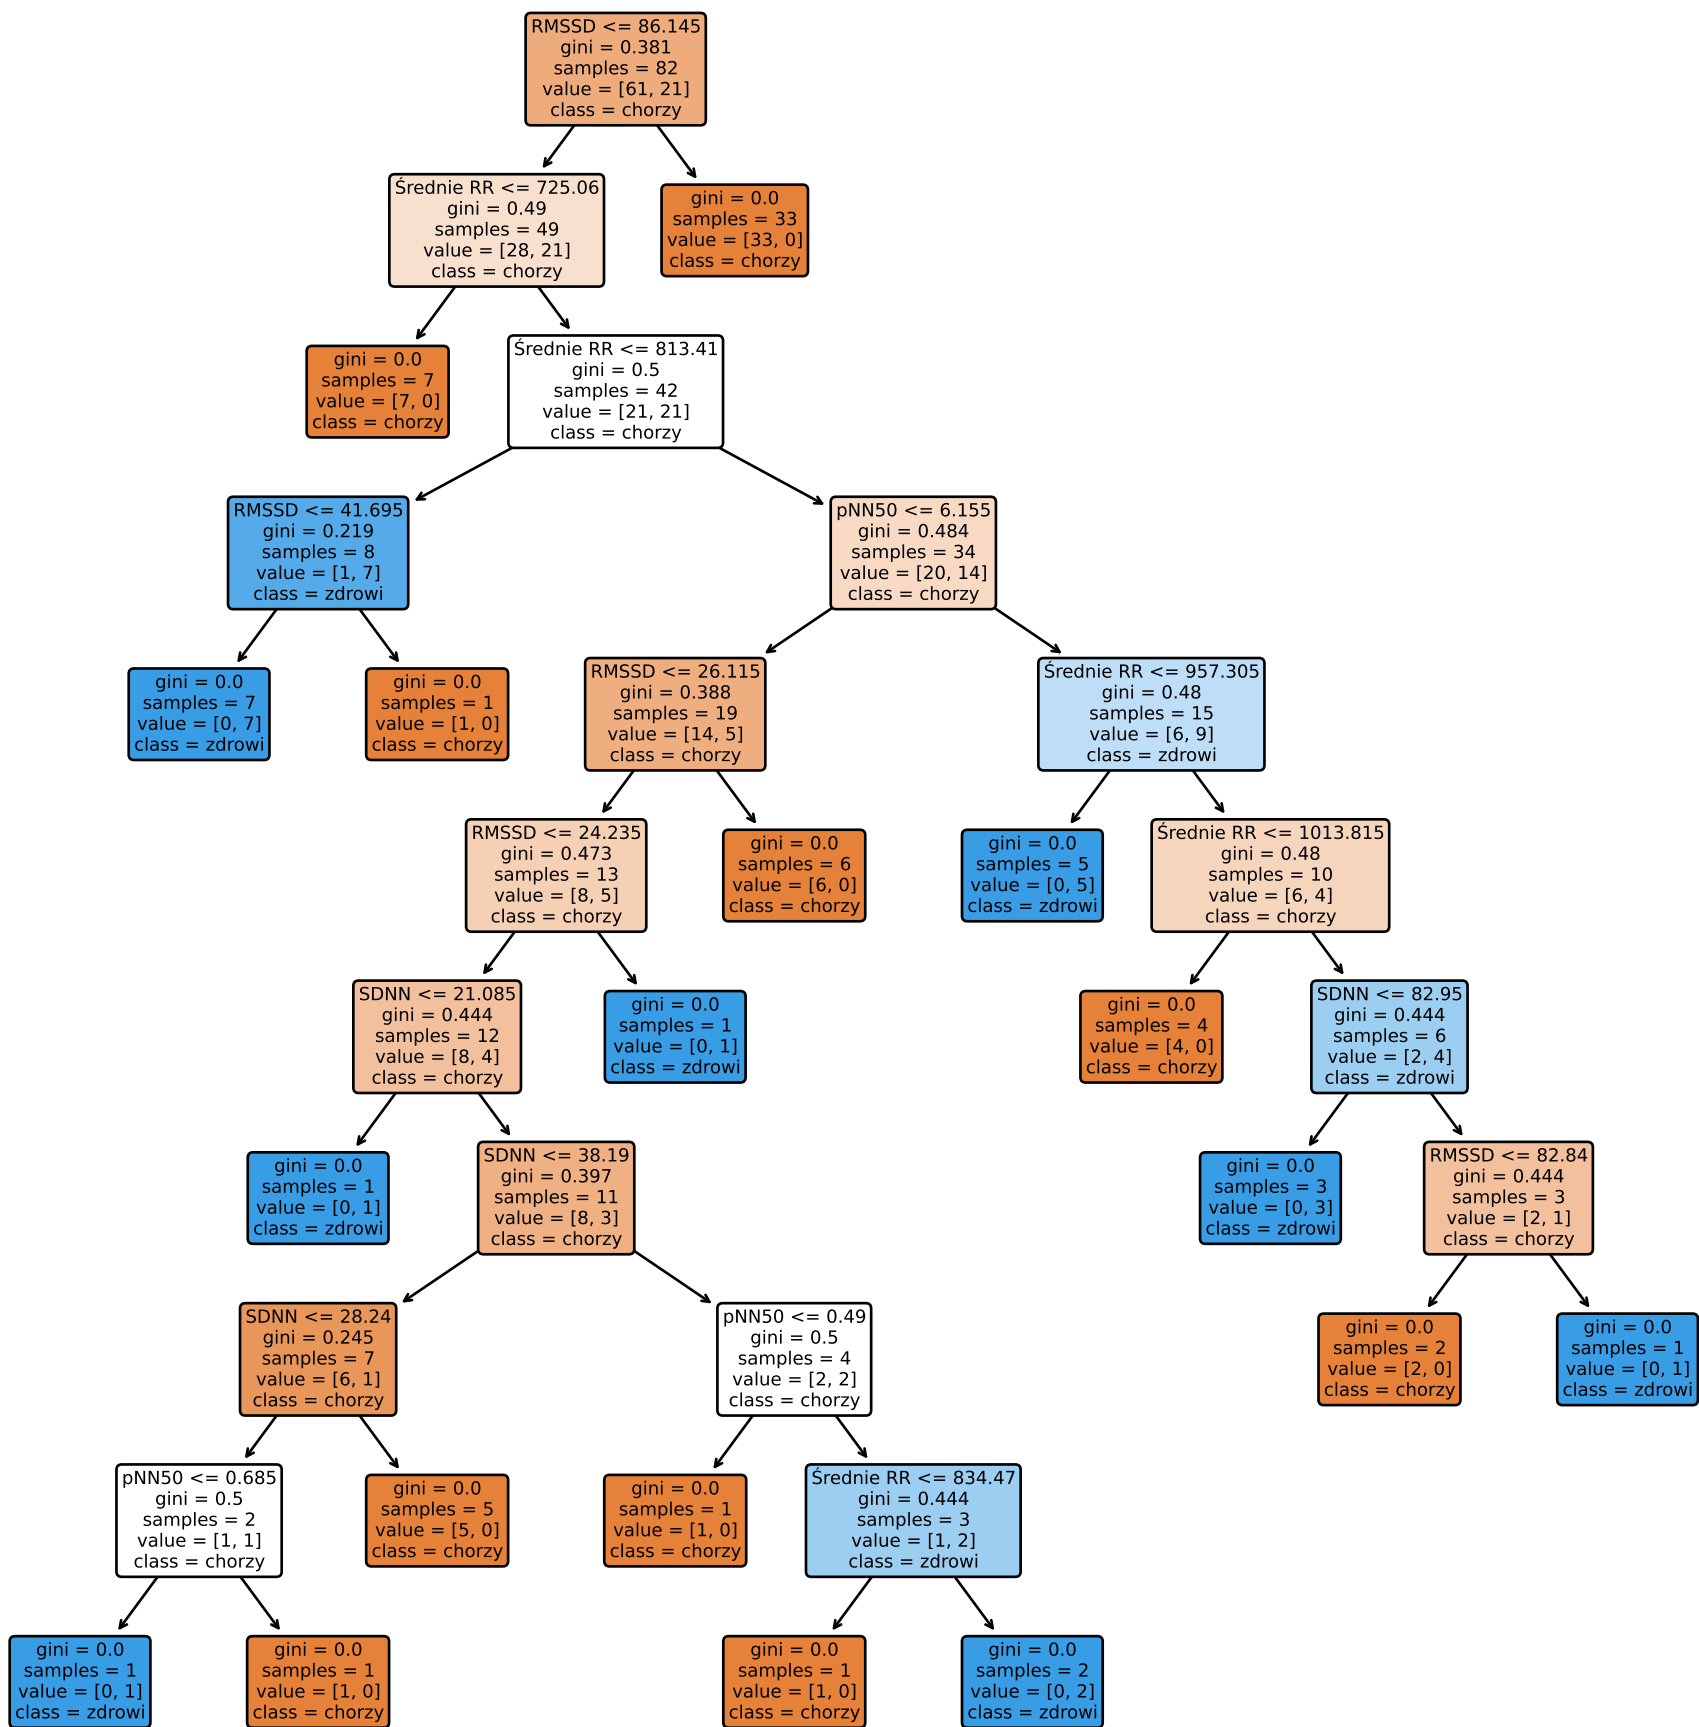 RMSSD <= 86.145
gini = 0.381
samples = 82
value = [61, 21]
class = chorzy
Średnie RR <= 725.06
gini = 0.49
samples = 49
value = [28, 21]
class = chorzy
gini = 0.0
samples = 33
value = [33, 0]
class = chorzy
gini = 0.0
samples = 7
value = [7, 0]
class = chorzy
Średnie RR <= 813.41
gini = 0.5
samples = 42
value = [21, 21]
class = chorzy
RMSSD <= 41.695
gini = 0.219
samples = 8
value = [1, 7]
class = zdrowi
pNN50 <= 6.155
gini = 0.484
samples = 34
value = [20, 14]
class = chorzy
gini = 0.0
samples = 7
value = [0, 7]
class = zdrowi
gini = 0.0
samples = 1
value = [1, 0]
class = chorzy
RMSSD <= 26.115
gini = 0.388
samples = 19
value = [14, 5]
class = chorzy
Średnie RR <= 957.305
gini = 0.48
samples = 15
value = [6, 9]
class = zdrowi
RMSSD <= 24.235
gini = 0.473
samples = 13
value = [8, 5]
class = chorzy
gini = 0.0
samples = 6
value = [6, 0]
class = chorzy
gini = 0.0
samples = 5
value = [0, 5]
class = zdrowi
Średnie RR <= 1013.815
gini = 0.48
samples = 10
value = [6, 4]
class = chorzy
SDNN <= 21.085
gini = 0.444
samples = 12
value = [8, 4]
class = chorzy
gini = 0.0
samples = 1
value = [0, 1]
class = zdrowi
gini = 0.0
samples = 4
value = [4, 0]
class = chorzy
SDNN <= 82.95
gini = 0.444
samples = 6
value = [2, 4]
class = zdrowi
gini = 0.0
samples = 1
value = [0, 1]
class = zdrowi
SDNN <= 38.19
gini = 0.397
samples = 11
value = [8, 3]
class = chorzy
gini = 0.0
samples = 3
value = [0, 3]
class = zdrowi
RMSSD <= 82.84
gini = 0.444
samples = 3
value = [2, 1]
class = chorzy
SDNN <= 28.24
gini = 0.245
samples = 7
value = [6, 1]
class = chorzy
pNN50 <= 0.49
gini = 0.5
samples = 4
value = [2, 2]
class = chorzy
gini = 0.0
samples = 2
value = [2, 0]
class = chorzy
gini = 0.0
samples = 1
value = [0, 1]
class = zdrowi
pNN50 <= 0.685
gini = 0.5
samples = 2
value = [1, 1]
class = chorzy
gini = 0.0
samples = 5
value = [5, 0]
class = chorzy
gini = 0.0
samples = 1
value = [1, 0]
class = chorzy
Średnie RR <= 834.47
gini = 0.444
samples = 3
value = [1, 2]
class = zdrowi
gini = 0.0
samples = 1
value = [0, 1]
class = zdrowi
gini = 0.0
samples = 1
value = [1, 0]
class = chorzy
gini = 0.0
samples = 1
value = [1, 0]
class = chorzy
gini = 0.0
samples = 2
value = [0, 2]
class = zdrowi